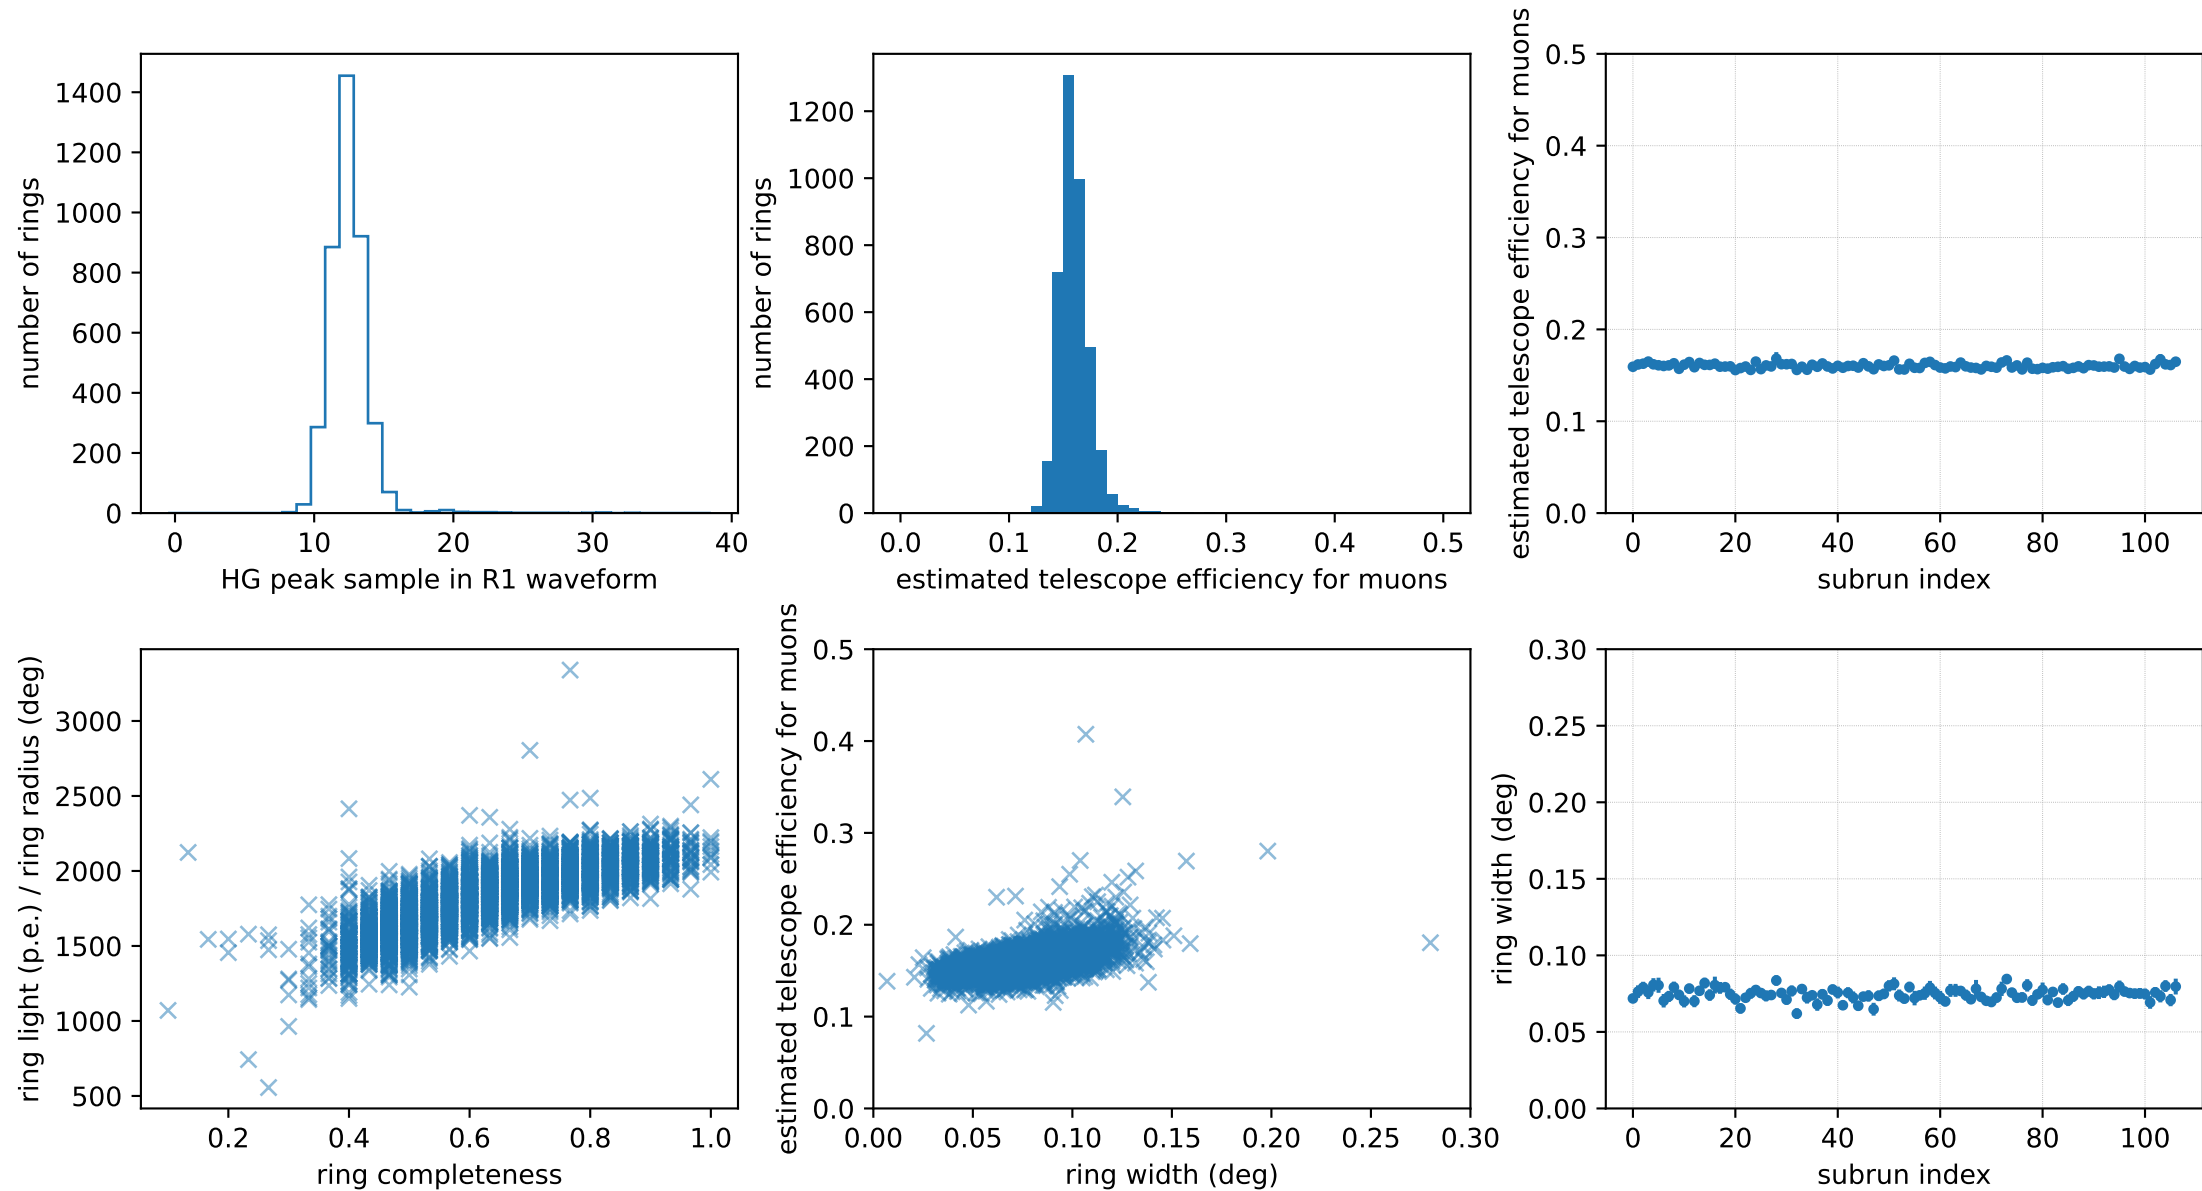 1400
1200
1000
800
600
400
200
0
number of rings
0 10 20 30 40
HG peak sample in R1 waveform
1200
1000
800
600
400
200
0
number of rings
0.0 0.1 0.2 0.3 0.4 0.5
estimated telescope efficiency for muons
0.5
0.4
0.3
0.2
0.1
0.0
estimated telescope efficiency for muons
0 20 40 60 80 100
subrun index
3000
2500
2000
1500
1000
500
ring light (p.e.) / ring radius (deg)
0.2 0.4 0.6 0.8 1.0
ring completeness
0.5
0.4
0.3
0.2
0.1
0.0
estimated telescope efficiency for muons
0.00 0.05 0.10 0.15 0.20 0.25 0.30
ring width (deg)
0.30
0.25
0.20
0.15
0.10
0.05
0.00
ring width (deg)
0 20 40 60 80 100
subrun index